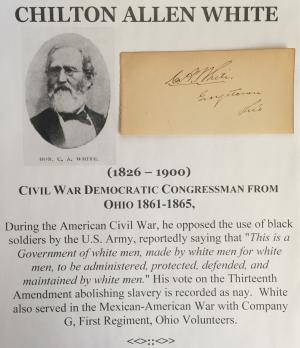 CHILTON ALLEN WHITE
C. A. White.
Georgetown
Ohio
HON. C. A. WHITE.
(1826 – 1900)
CIVIL WAR DEMOCRATIC CONGRESSMAN FROM
OHIO 1861-1865,
During the American Civil War, he opposed the use of black
soldiers by the U.S. Army, reportedly saying that "This is a
Government of white men, made by white men for white
men, to be administered, protected, defended, and
maintained by white men." His vote on the Thirteenth
Amendment abolishing slavery is recorded as nay. White
also served in the Mexican-American War with Company
G, First Regiment, Ohio Volunteers.
<<>::<>>